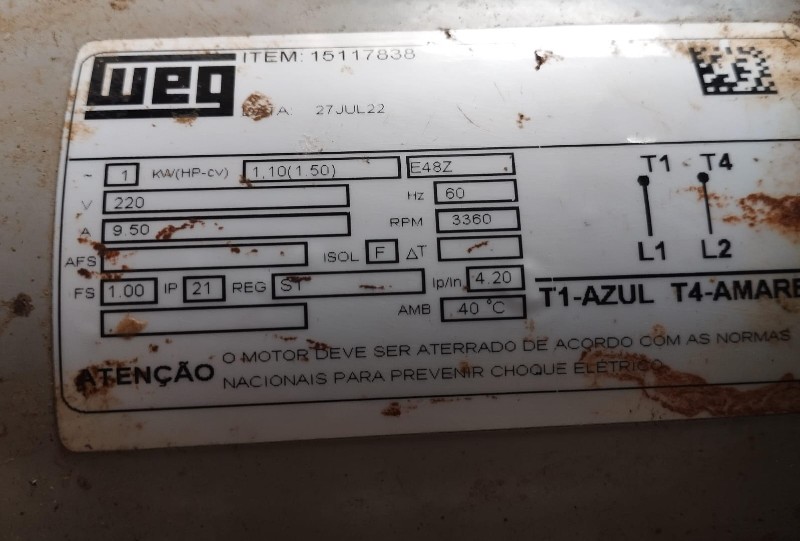 WEG
ITEM: 15117838
27JUL22
~ 1 KW(HP-cv) 1.10(1.50) E48Z
V 220 Hz 60
A 9.50 RPM 3360
AFS ISOL F ΔT
FS 1.00 IP 21 REG S1 Ip/In 4.20
AMB 40 °C
T1 T4
L1 L2
T1-AZUL T4-AMARE
ATENÇÃO O MOTOR DEVE SER ATERRADO DE ACORDO COM AS NORMAS
NACIONAIS PARA PREVENIR CHOQUE ELÉTRICO